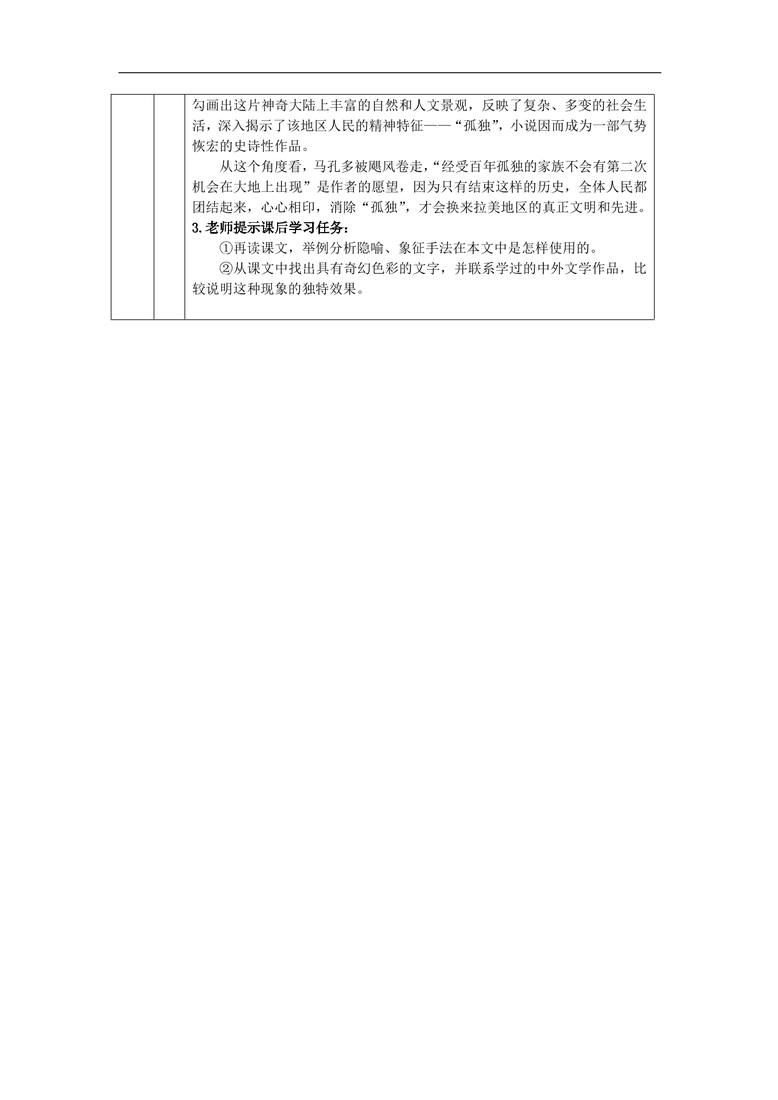 勾画出这片神奇大陆上丰富的自然和人文景观，反映了复杂、多变的社会生
活，深入揭示了该地区人民的精神特征——“孤独”，小说因而成为一部气势
恢宏的史诗性作品。
从这个角度看，马孔多被飓风卷走，“经受百年孤独的家族不会有第二次
机会在大地上出现”是作者的愿望，因为只有结束这样的历史，全体人民都
团结起来，心心相印，消除“孤独”，才会换来拉美地区的真正文明和先进。
3.老师提示课后学习任务：
①再读课文，举例分析隐喻、象征手法在本文中是怎样使用的。
②从课文中找出具有奇幻色彩的文字，并联系学过的中外文学作品，比
较说明这种现象的独特效果。